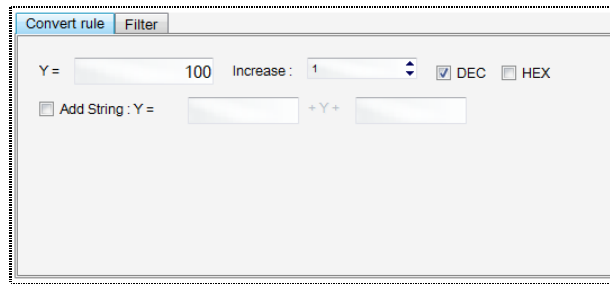 Convert rule Filter
Y = 100 Increase : 1 DEC HEX
Add String : Y = + Y +